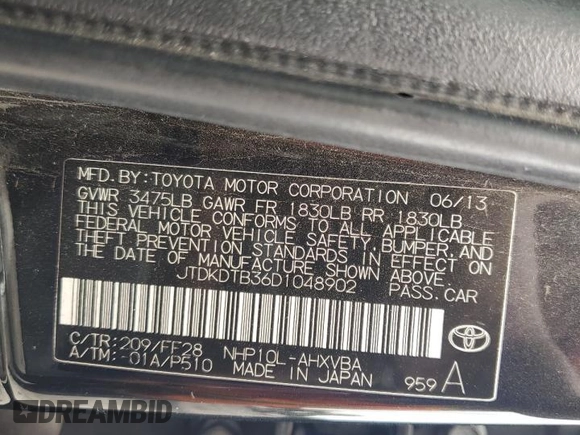 MFD.BY: TOYOTA MOTOR CORPORATION 06/13
GVWR 3475LB GAWR FR 1830LB RR 1830LB
THIS VEHICLE CONFORMS TO ALL APPLICABLE
FEDERAL MOTOR VEHICLE SAFETY, BUMPER, AND
THEFT PREVENTION STANDARDS IN EFFECT ON
THE DATE OF MANUFACTURE SHOWN ABOVE.
JTDKDTB36D1048902 PASS.CAR
C/TR:209/FF28 NHP10L-AHXVBA
A/TM:-01A/P510 MADE IN JAPAN 959 A
DREAMBID